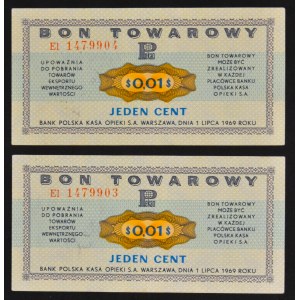 BON TOWAROWY
El 1479904
UPOWAŻNIA
DO POBRANIA
TOWARÓW
EKSPORTU
WEWNĘTRZNEGO
WARTOŚCI
$0,01$
BON TOWAROWY
MOŻE BYĆ
ZREALIZOWANY
W KAŻDEJ
PLACÓWCE BANKU
POLSKA KASA
OPIEKI S.A.
JEDEN CENT
BANK POLSKA KASA OPIEKI S.A. WARSZAWA, DNIA 1 LIPCA 1969 ROKU
BON TOWAROWY
El 1479903
UPOWAŻNIA
DO POBRANIA
TOWARÓW
EKSPORTU
WEWNĘTRZNEGO
WARTOŚCI
$0,01$
BON TOWAROWY
MOŻE BYĆ
ZREALIZOWANY
W KAŻDEJ
PLACÓWCE BANKU
POLSKA KASA
OPIEKI S.A.
JEDEN CENT
BANK POLSKA KASA OPIEKI S.A. WARSZAWA, DNIA 1 LIPCA 1969 ROKU